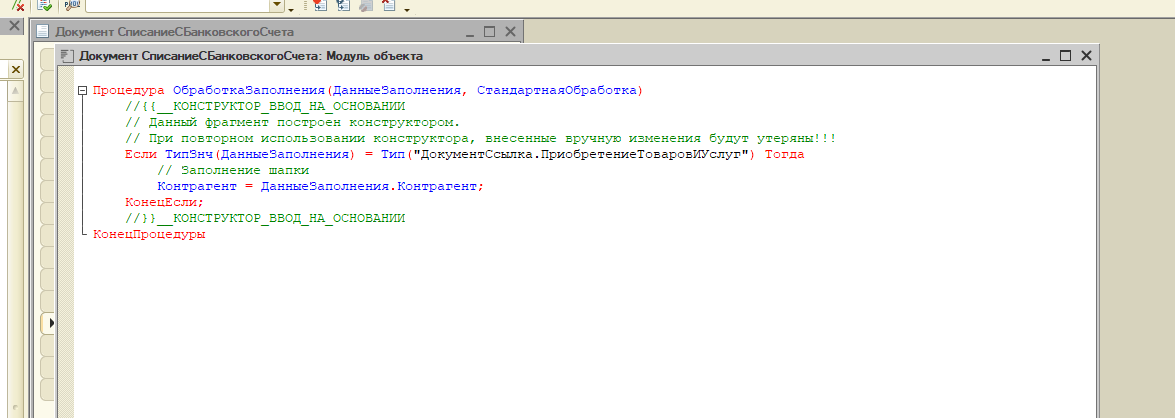 Документ СписаниеСБанковскогоСчета
Документ СписаниеСБанковскогоСчета: Модуль объекта
Процедура ОбработкаЗаполнения(ДанныеЗаполнения, СтандартнаяОбработка)
//{{__КОНСТРУКТОР_ВВОД_НА_ОСНОВАНИИ
// Данный фрагмент построен конструктором.
// При повторном использовании конструктора, внесенные вручную изменения будут утеряны!!!
Если ТипЗнч(ДанныеЗаполнения) = Тип("ДокументСсылка.ПриобретениеТоваровИУслуг") Тогда
// Заполнение шапки
Контрагент = ДанныеЗаполнения.Контрагент;
КонецЕсли;
//}}__КОНСТРУКТОР_ВВОД_НА_ОСНОВАНИИ
КонецПроцедуры